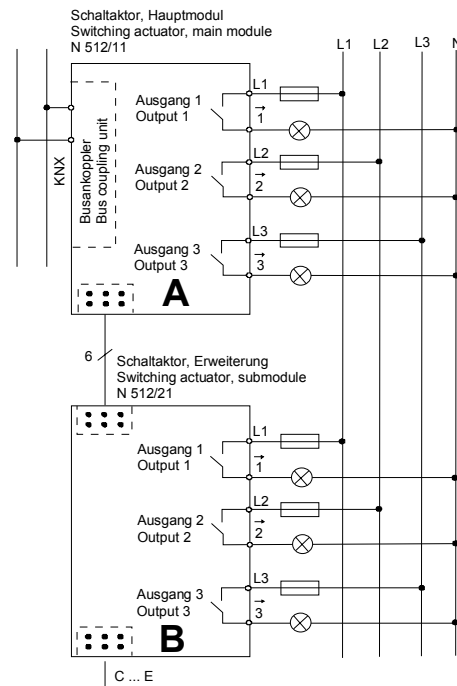 Schaltaktor, Hauptmodul
Switching actuator, main module
N 512/11
L1
L2
L3
N
KNX
Busankoppler
Bus coupling unit
Ausgang 1
Output 1
L1
→
1
Ausgang 2
Output 2
L2
→
2
Ausgang 3
Output 3
L3
→
3
A
6
Schaltaktor, Erweiterung
Switching actuator, submodule
N 512/21
Ausgang 1
Output 1
L1
→
1
Ausgang 2
Output 2
L2
→
2
Ausgang 3
Output 3
L3
→
3
B
C ... E